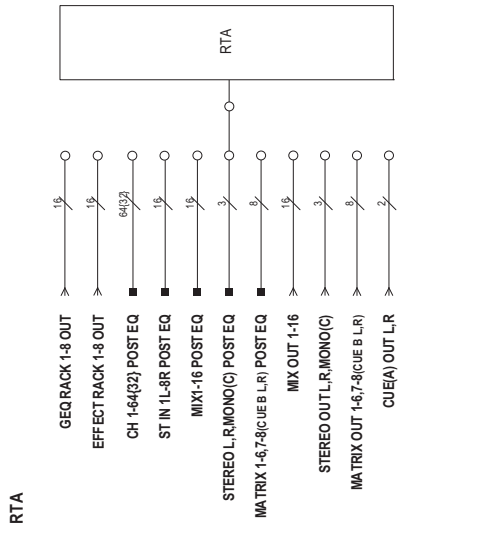 RTA
RTA
16
16
64{32}
16
16
3
8
16
3
8
2
GEQ RACK 1-8 OUT
EFFECT RACK 1-8 OUT
CH 1-64{32} POST EQ
ST IN 1L-8R POST EQ
MIX1-16 POST EQ
STEREO L,R,MONO(C) POST EQ
MATRIX 1-6,7-8(CUE B L,R) POST EQ
MIX OUT 1-16
STEREO OUT L,R,MONO(C)
MATRIX OUT 1-6,7-8(CUE B L,R)
CUE(A) OUT L,R